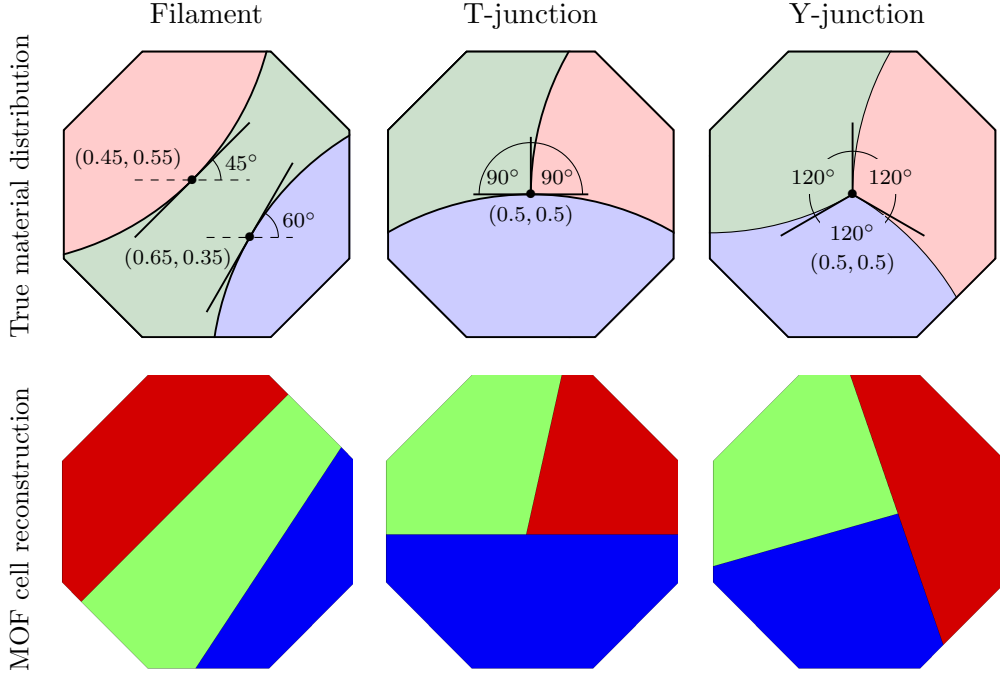 Filament
T-junction
Y-junction
True material distribution
(0.45, 0.55)
45°
60°
(0.65, 0.35)
90°
90°
(0.5, 0.5)
120°
120°
120°
(0.5, 0.5)
MOF cell reconstruction